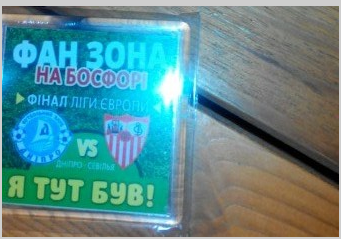 ФАН ЗОНА
НА БОСФОРІ
ФІНАЛ ЛІГИ ЄВРОПИ
VS
ДНІПРО - СЕВІЛЬЯ
Я ТУТ БУВ!